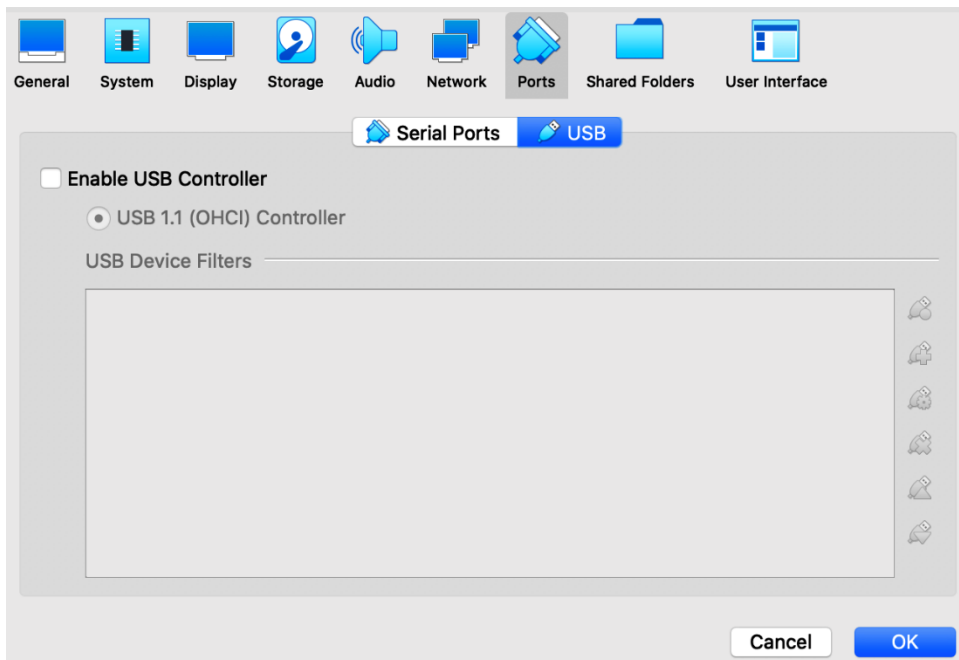 General System Display Storage Audio Network Ports Shared Folders User Interface
Serial Ports USB
Enable USB Controller
USB 1.1 (OHCI) Controller
USB Device Filters
Cancel OK